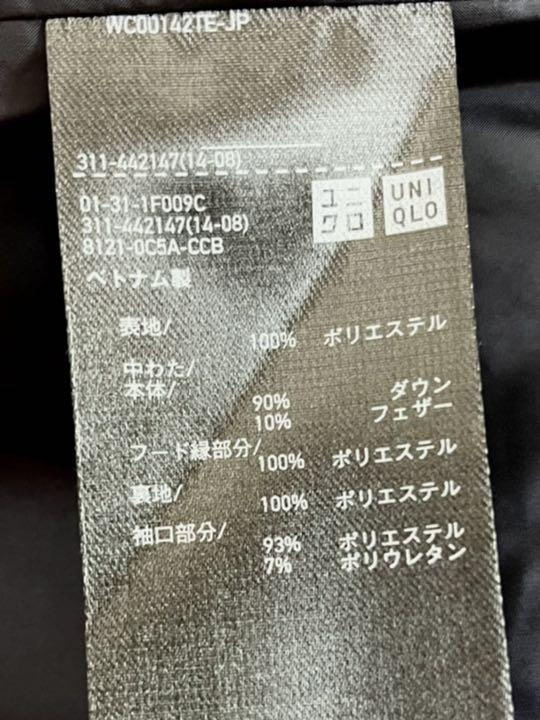 WC00142TE-JP
311-442147(14-08)
01-31-1F009C
311-442147(14-08)
8121-0C5A-CCB
ユニ
クロ
UNI
QLO
ベトナム製
表地/
100% ポリエステル
中わた/
本体/
90% ダウン
10% フェザー
フード縁部分/
100% ポリエステル
裏地/
100% ポリエステル
袖口部分/
93% ポリエステル
7% ポリウレタン